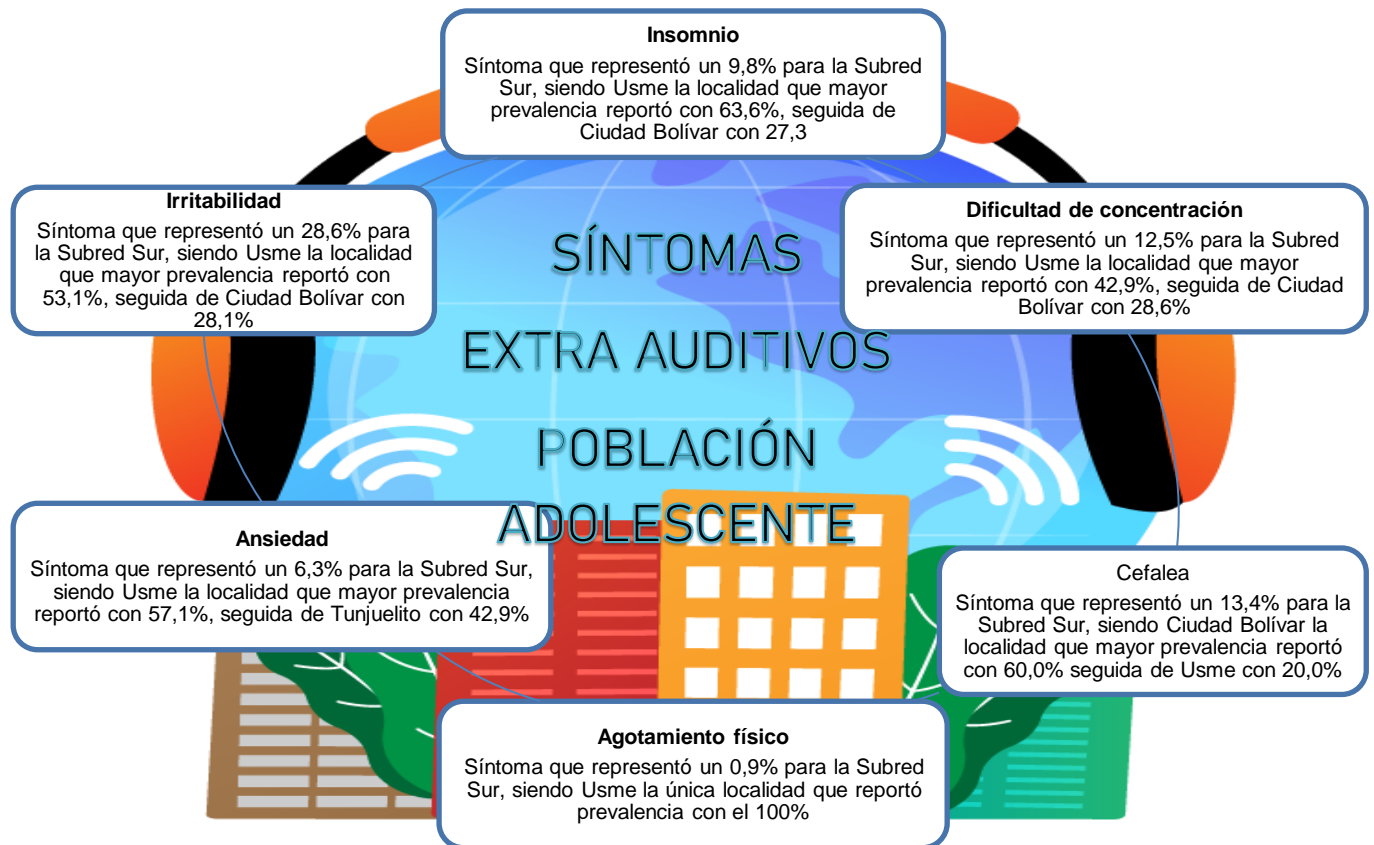 Insomnio
Síntoma que representó un 9,8% para la Subred
Sur, siendo Usme la localidad que mayor
prevalencia reportó con 63,6%, seguida de
Ciudad Bolívar con 27,3
Irritabilidad
Síntoma que representó un 28,6% para
la Subred Sur, siendo Usme la localidad
que mayor prevalencia reportó con
53,1%, seguida de Ciudad Bolívar con
28,1%
Dificultad de concentración
Síntoma que representó un 12,5% para la Subred
Sur, siendo Usme la localidad que mayor
prevalencia reportó con 42,9%, seguida de Ciudad
Bolívar con 28,6%
SÍNTOMAS
EXTRA AUDITIVOS
POBLACIÓN
ADOLESCENTE
Ansiedad
Síntoma que representó un 6,3% para la Subred Sur,
siendo Usme la localidad que mayor prevalencia
reportó con 57,1%, seguida de Tunjuelito con 42,9%
Cefalea
Síntoma que representó un 13,4% para la
Subred Sur, siendo Ciudad Bolívar la
localidad que mayor prevalencia reportó
con 60,0% seguida de Usme con 20,0%
Agotamiento físico
Síntoma que representó un 0,9% para la Subred
Sur, siendo Usme la única localidad que reportó
prevalencia con el 100%